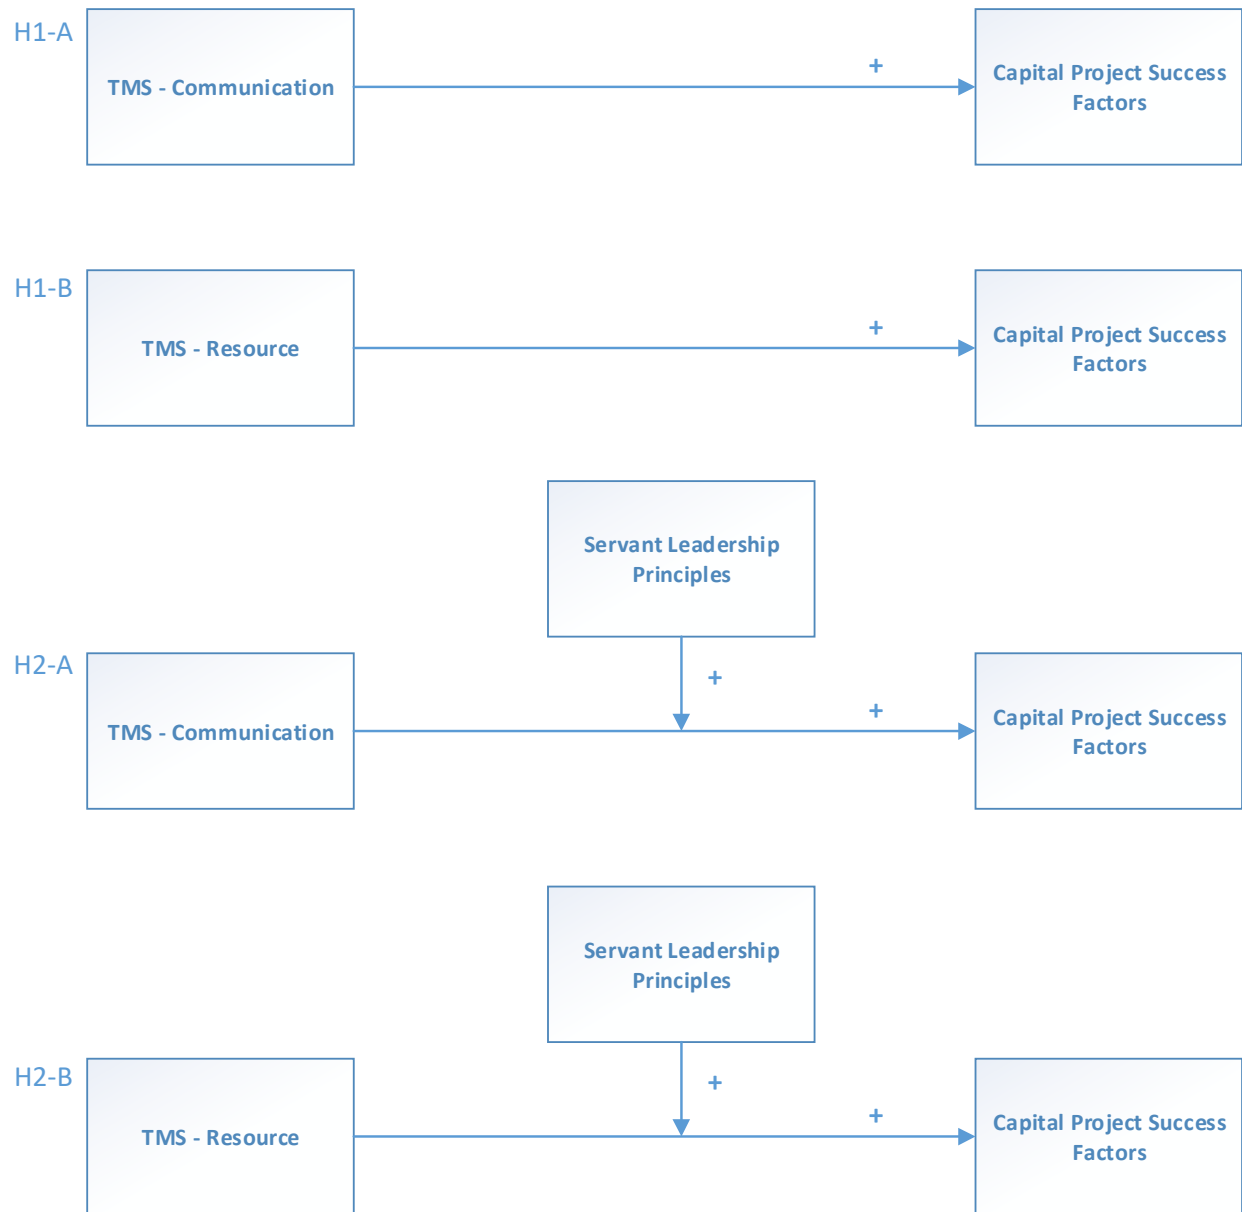 H1-A
TMS - Communication
+
Capital Project Success
Factors
H1-B
TMS - Resource
+
Capital Project Success
Factors
Servant Leadership
Principles
H2-A
TMS - Communication
+
+
Capital Project Success
Factors
Servant Leadership
Principles
H2-B
TMS - Resource
+
+
Capital Project Success
Factors